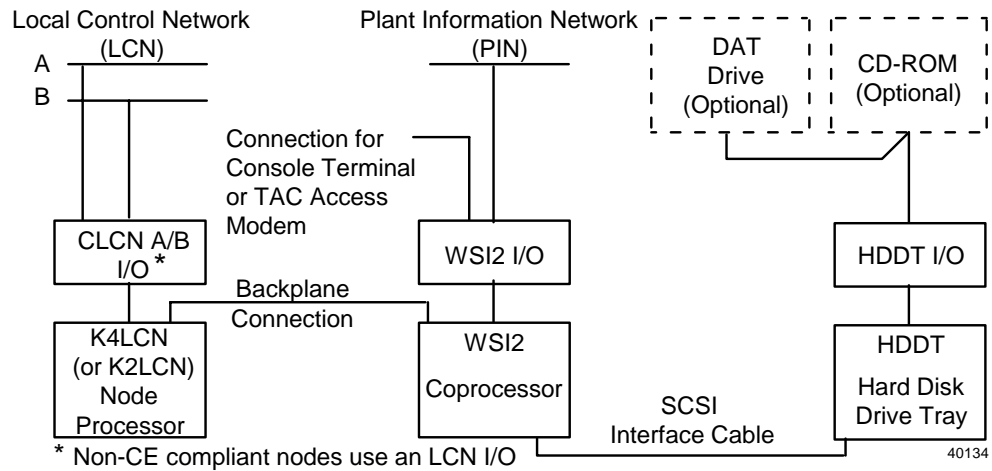 Local Control Network
(LCN)
A
B
Plant Information Network
(PIN)
DAT
Drive
(Optional)
CD-ROM
(Optional)
Connection for
Console Terminal
or TAC Access
Modem
CLCN A/B
I/O *
WSI2 I/O
HDDT I/O
Backplane
Connection
K4LCN
(or K2LCN)
Node
Processor
WSI2
Coprocessor
SCSI
Interface Cable
HDDT
Hard Disk
Drive Tray
* Non-CE compliant nodes use an LCN I/O
40134